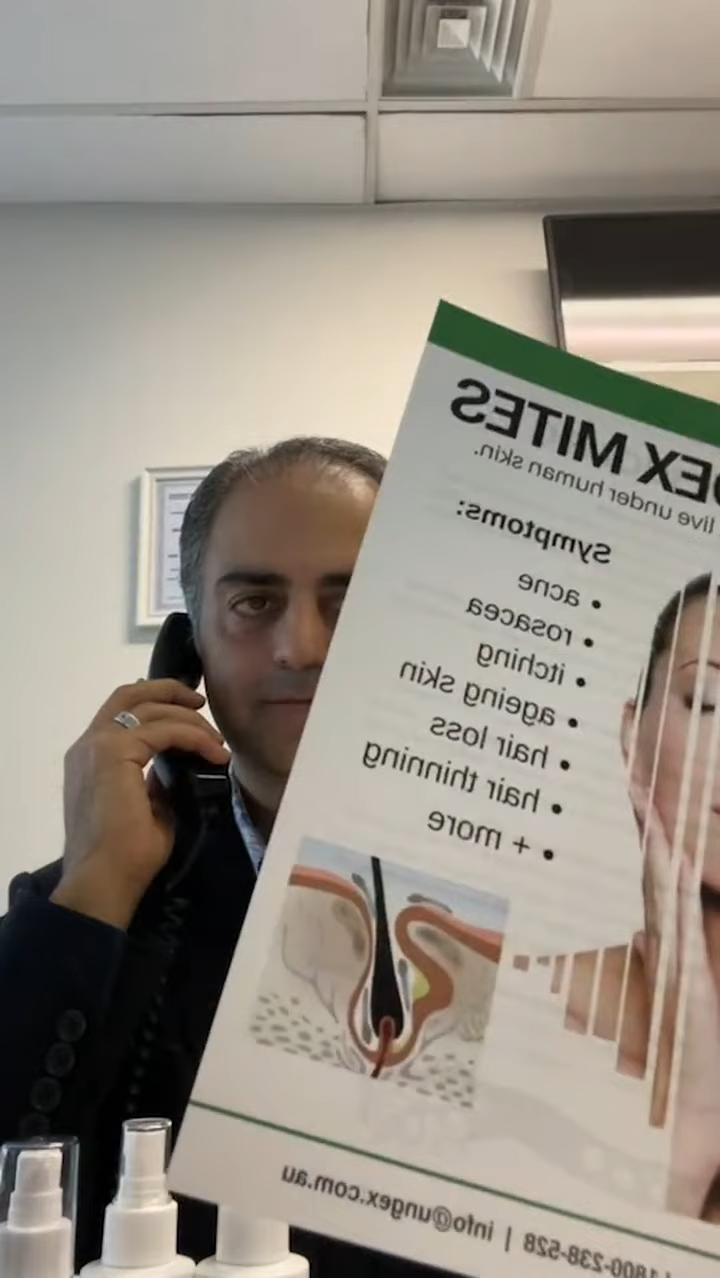 DEX MITES
live under human skin.
Symptoms:
• acne
• rosacea
• itching
• ageing skin
• hair loss
• hair thinning
• + more
1800-238-528 | info@ungex.com.au